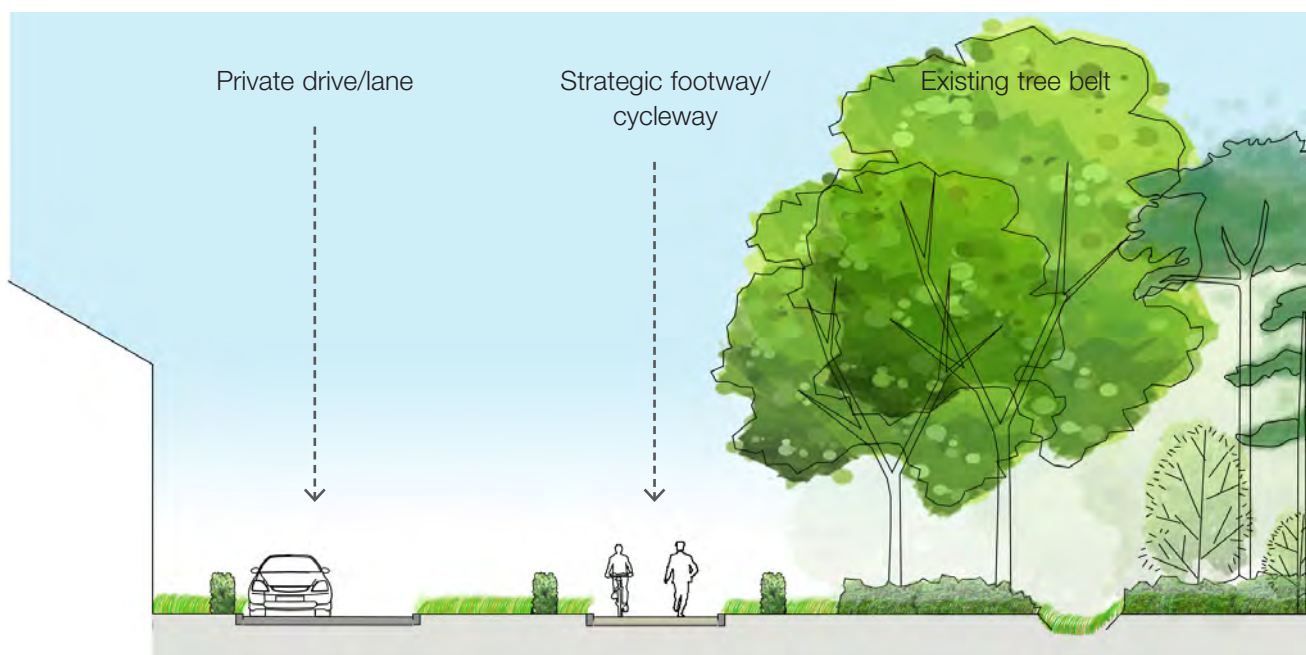 Private drive/lane
Strategic footway/
cycleway
Existing tree belt